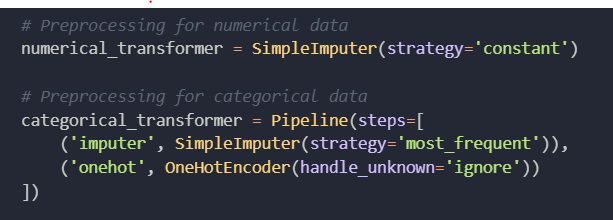 # Preprocessing for numerical data
numerical_transformer = SimpleImputer(strategy='constant')
# Preprocessing for categorical data
categorical_transformer = Pipeline(steps=[
    ('imputer', SimpleImputer(strategy='most_frequent')),
    ('onehot', OneHotEncoder(handle_unknown='ignore'))
])